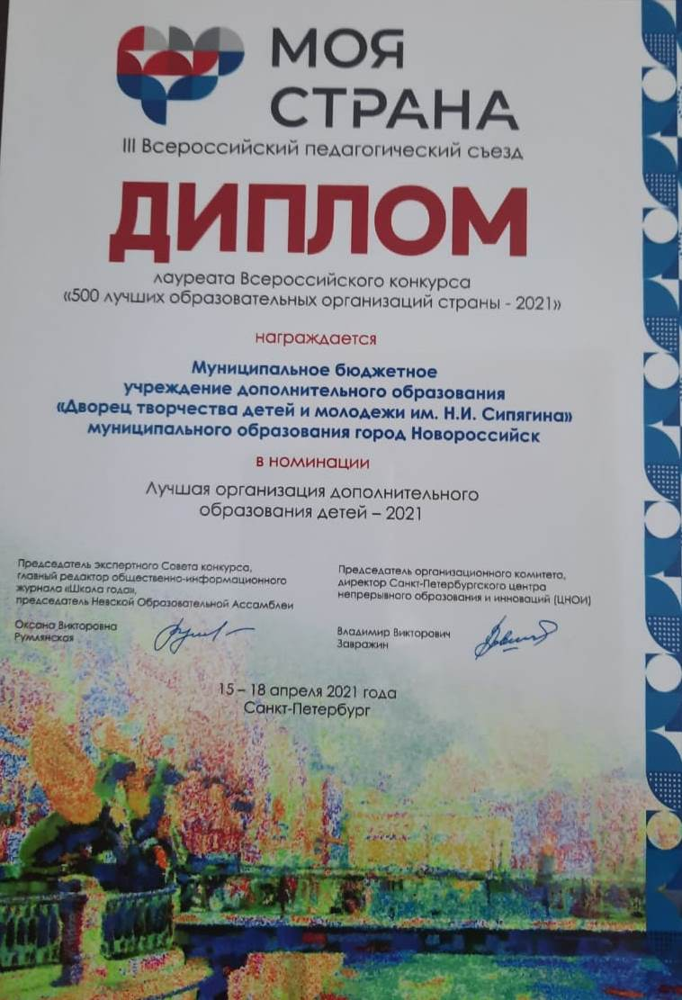 МОЯ
СТРАНА
III Всероссийский педагогический съезд
ДИПЛОМ
лауреата Всероссийского конкурса
«500 лучших образовательных организаций страны - 2021»
награждается
Муниципальное бюджетное
учреждение дополнительного образования
«Дворец творчества детей и молодежи им. Н.И. Сипягина»
муниципального образования город Новороссийск
в номинации
Лучшая организация дополнительного
образования детей – 2021
Председатель экспертного Совета конкурса,
главный редактор общественно-информационного
журнала «Школа года»,
председатель Невской Образовательной Ассамблеи
Оксана Викторовна
Румлянская
Председатель организационного комитета,
директор Санкт-Петербургского центра
непрерывного образования и инноваций (ЦНОИ)
Владимир Викторович
Завражин
15 – 18 апреля 2021 года
Санкт-Петербург